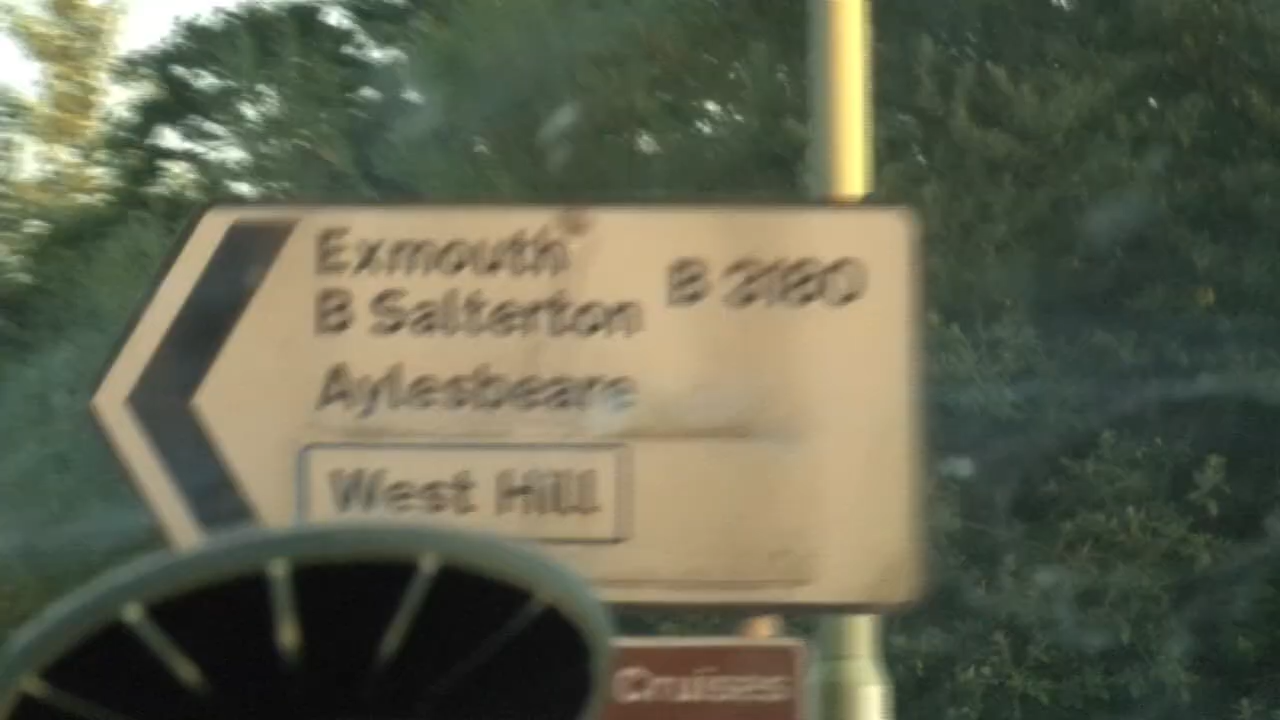 Exmouth
B Salterton
B 3180
Aylesbeare
West Hill
Cruises